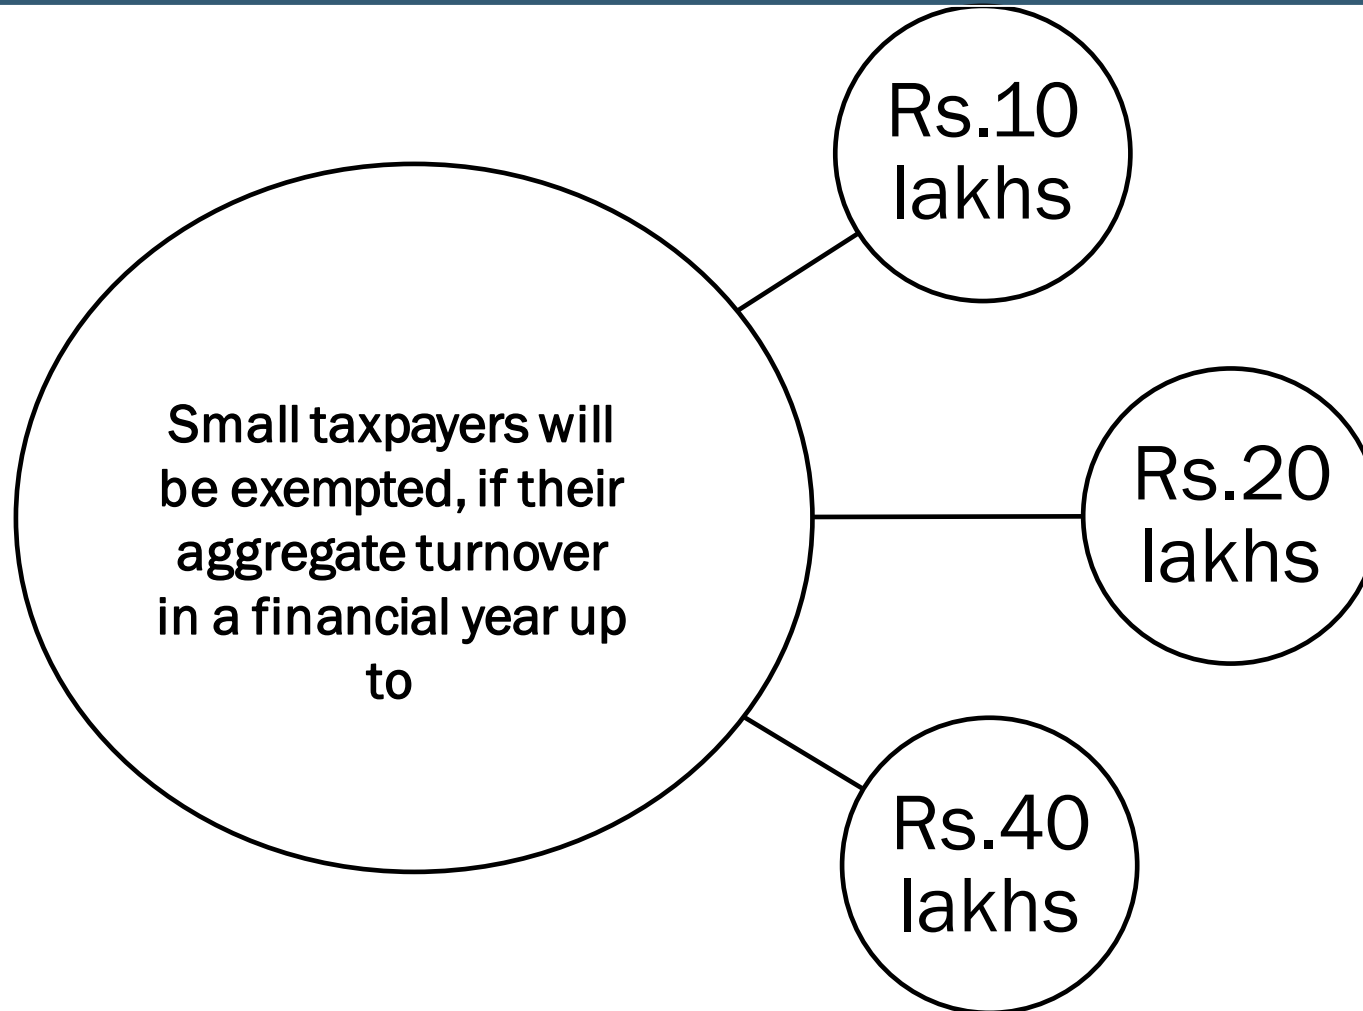 Small taxpayers will
be exempted, if their
aggregate turnover
in a financial year up
to
Rs.10
lakhs
Rs.20
lakhs
Rs.40
lakhs